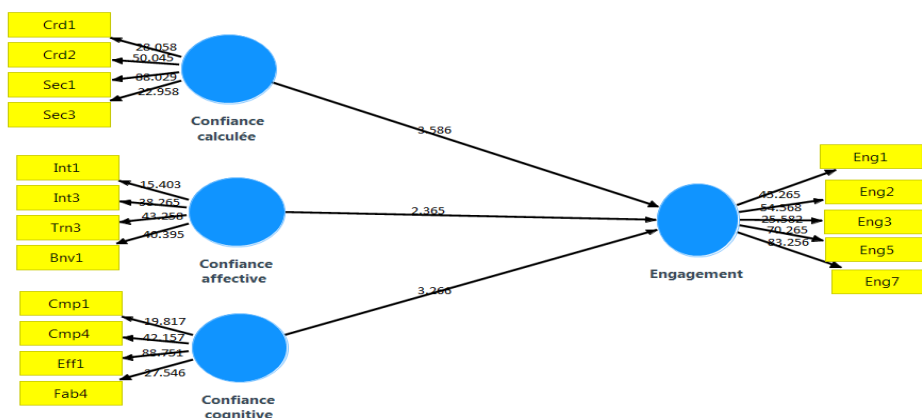 Crd1
Crd2
Sec1
Sec3
28.058
50.045
88.029
22.958
Confiance
calculée
3.586
Int1
Int3
Trn3
Bnv1
15.403
38.265
43.258
40.395
Confiance
affective
2.365
Cmp1
Cmp4
Eff1
Fab4
19.817
42.157
88.751
27.546
Confiance
cognitive
3.266
Engagement
45.265
54.568
25.582
70.265
83.256
Eng1
Eng2
Eng3
Eng5
Eng7